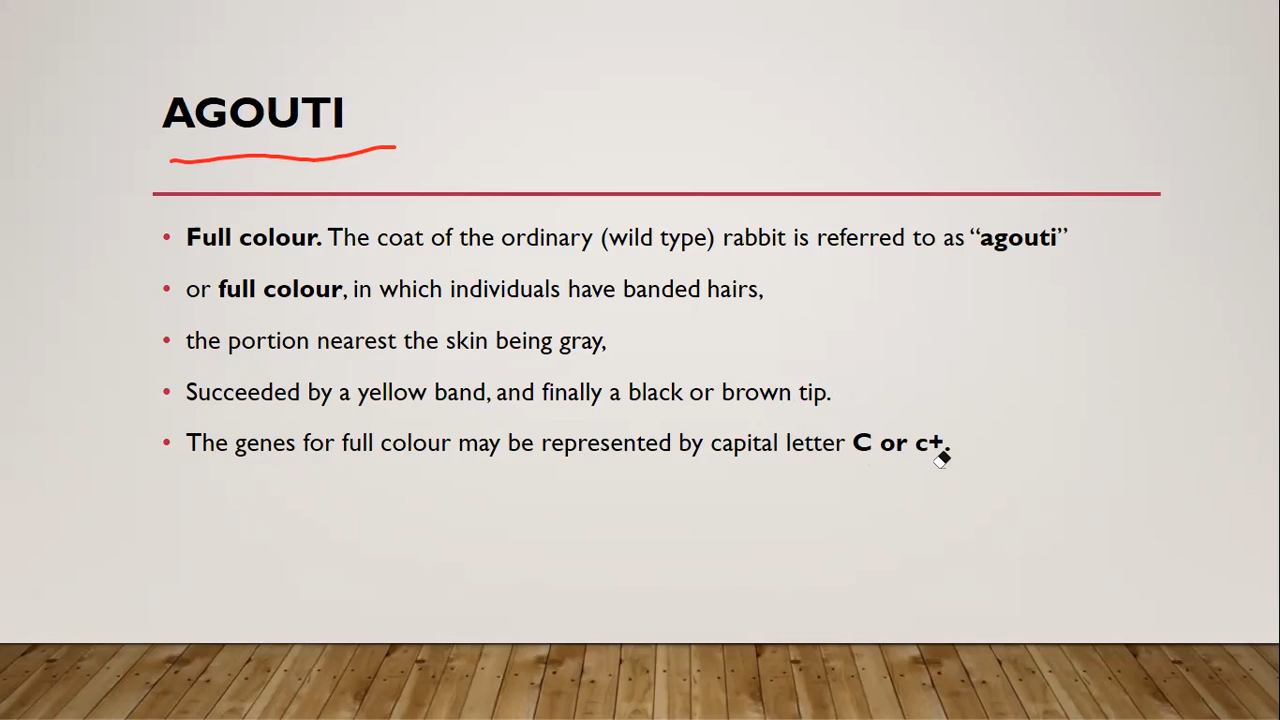 AGOUTI
• Full colour. The coat of the ordinary (wild type) rabbit is referred to as “agouti”
• or full colour, in which individuals have banded hairs,
• the portion nearest the skin being gray,
• Succeeded by a yellow band, and finally a black or brown tip.
• The genes for full colour may be represented by capital letter C or c+.